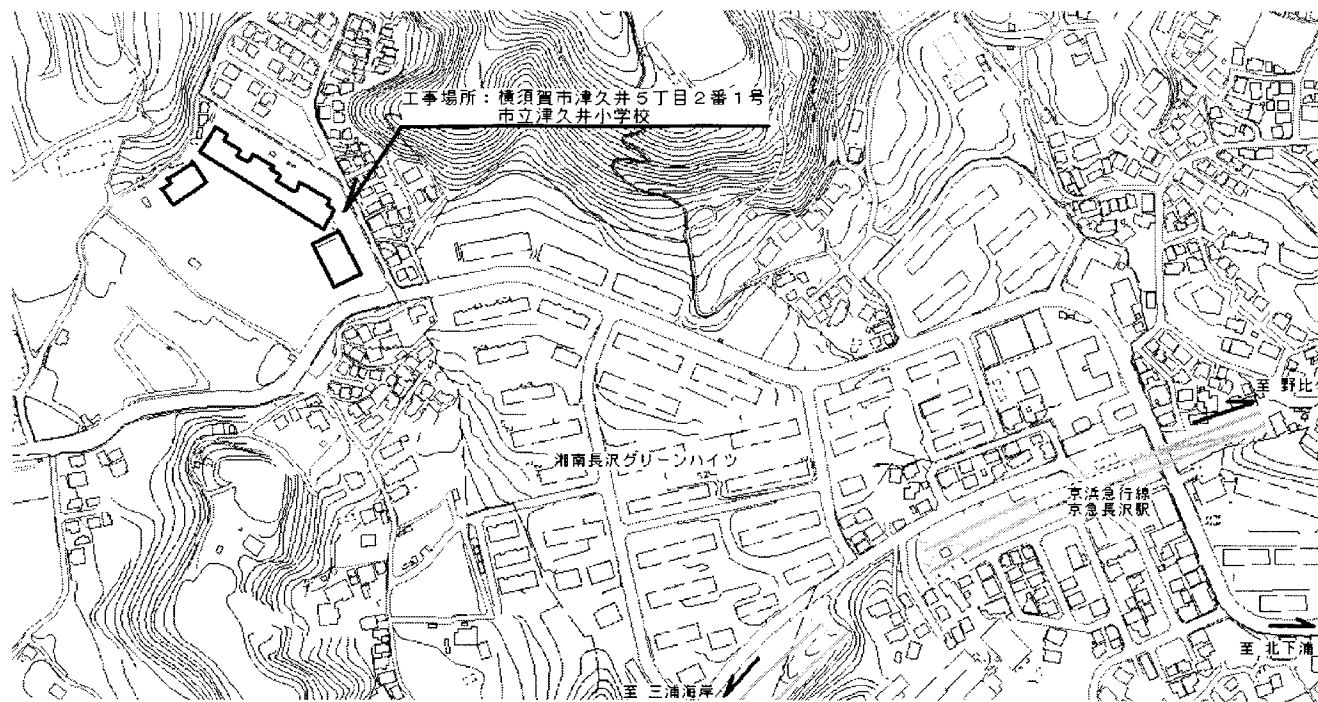 工事場所：横須賀市津久井５丁目２番１号
市立津久井小学校
至 野比
湘南長沢グリーンハイツ
京浜急行線
京急長沢駅
至 北下浦
至 三浦海岸